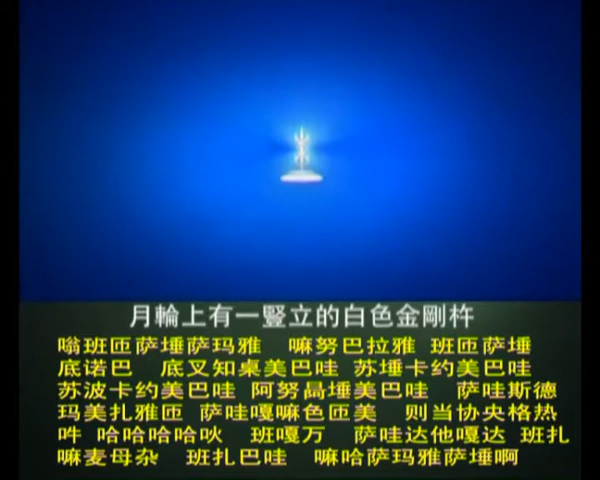 月輪上有一豎立的白色金剛杵
嗡班匝萨埵萨玛雅 嘛努巴拉雅 班匝萨埵
底诺巴 底叉知桌美巴哇 苏埵卡约美巴哇
苏波卡约美巴哇 阿努晶埵美巴哇 萨哇斯德
玛美扎雅匝 萨哇嘎嘛色匝美 则当协央格热
吽 哈哈哈哈吙 班嘎万 萨哇达他嘎达 班扎
嘛麦母杂 班扎巴哇 嘛哈萨玛雅萨埵啊